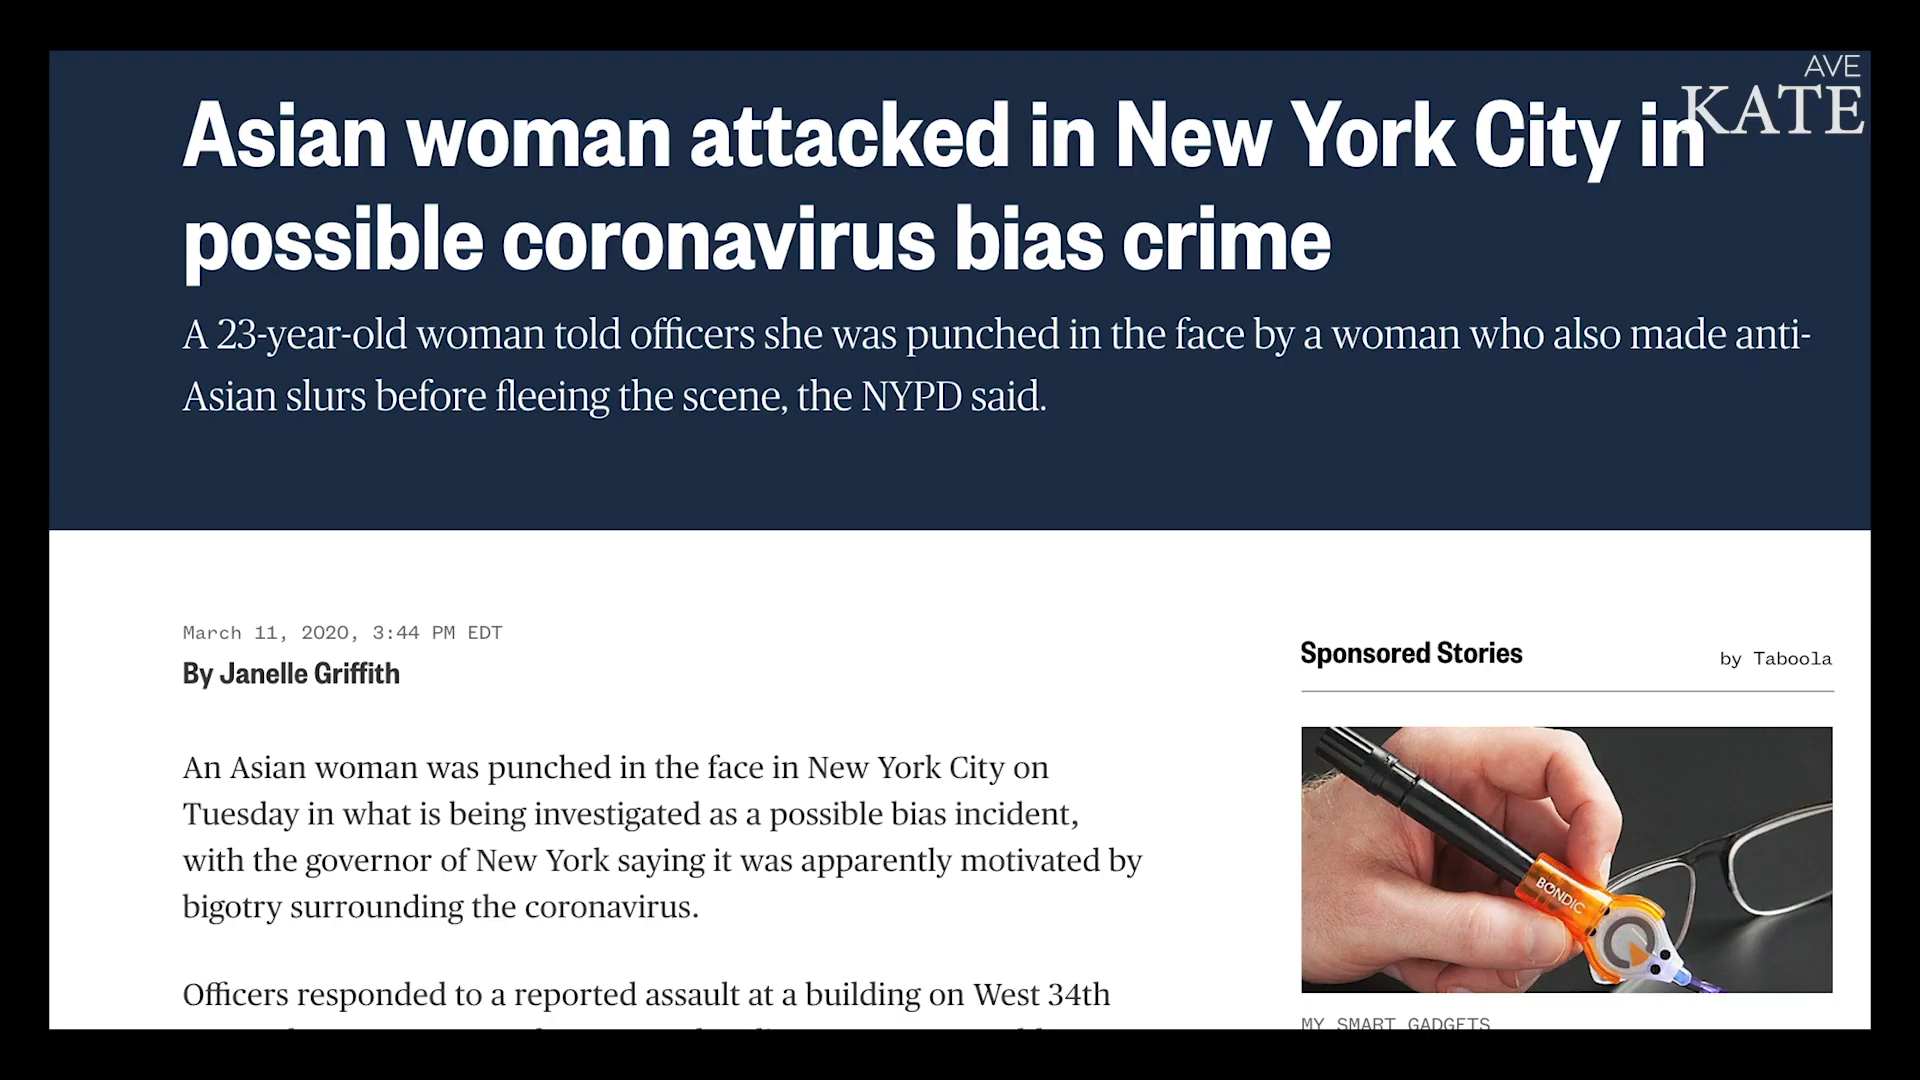 AVE
KATE
Asian woman attacked in New York City in
possible coronavirus bias crime
A 23-year-old woman told officers she was punched in the face by a woman who also made anti-
Asian slurs before fleeing the scene, the NYPD said.
March 11, 2020, 3:44 PM EDT
By Janelle Griffith
An Asian woman was punched in the face in New York City on
Tuesday in what is being investigated as a possible bias incident,
with the governor of New York saying it was apparently motivated by
bigotry surrounding the coronavirus.
Officers responded to a reported assault at a building on West 34th
Sponsored Stories
by Taboola
BONDIC
MY SMART GADGETS